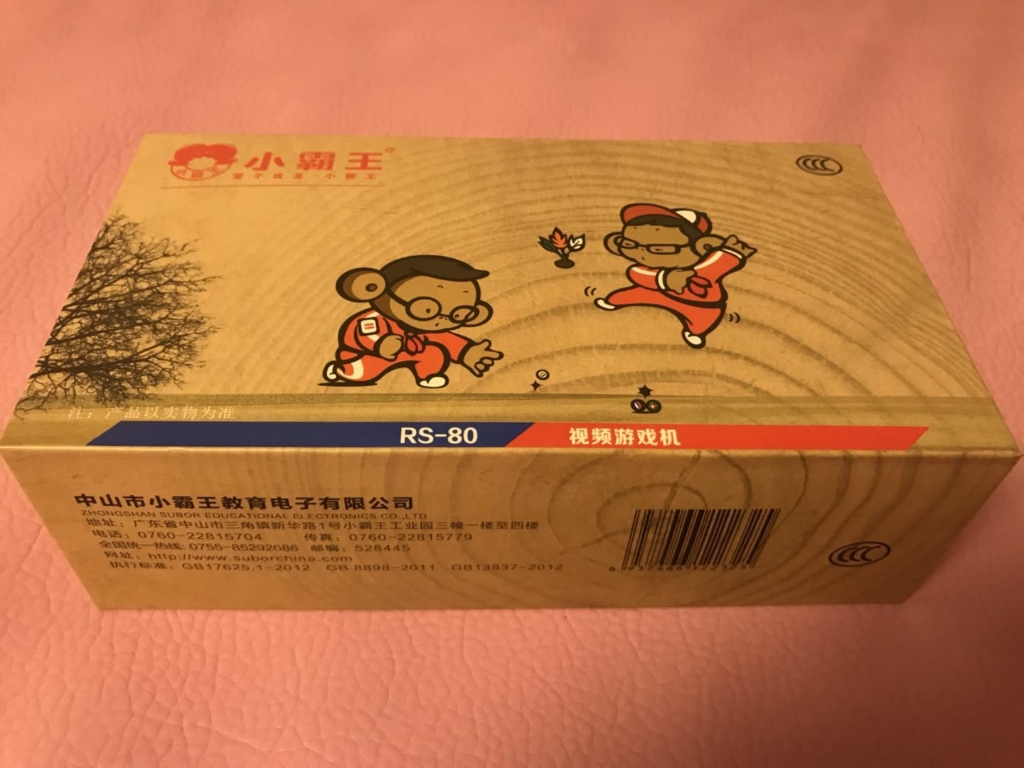 小霸王®
望子成龙 小霸王
注：产品以实物为准
RS-80 视频游戏机
中山市小霸王教育电子有限公司
ZHONGSHAN SUBOR EDUCATIONAL ELECTRONICS CO.,LTD
地址：广东省中山市三角镇新华路1号小霸王工业园三幢一楼至四楼
电话：0760-22815704 传真：0760-22815779
全国统一热线：0755-85292686 邮编：528445
网址：http://www.suborchina.com
执行标准：GB17625.1-2012 GB 8898-2011 GB13837-2012